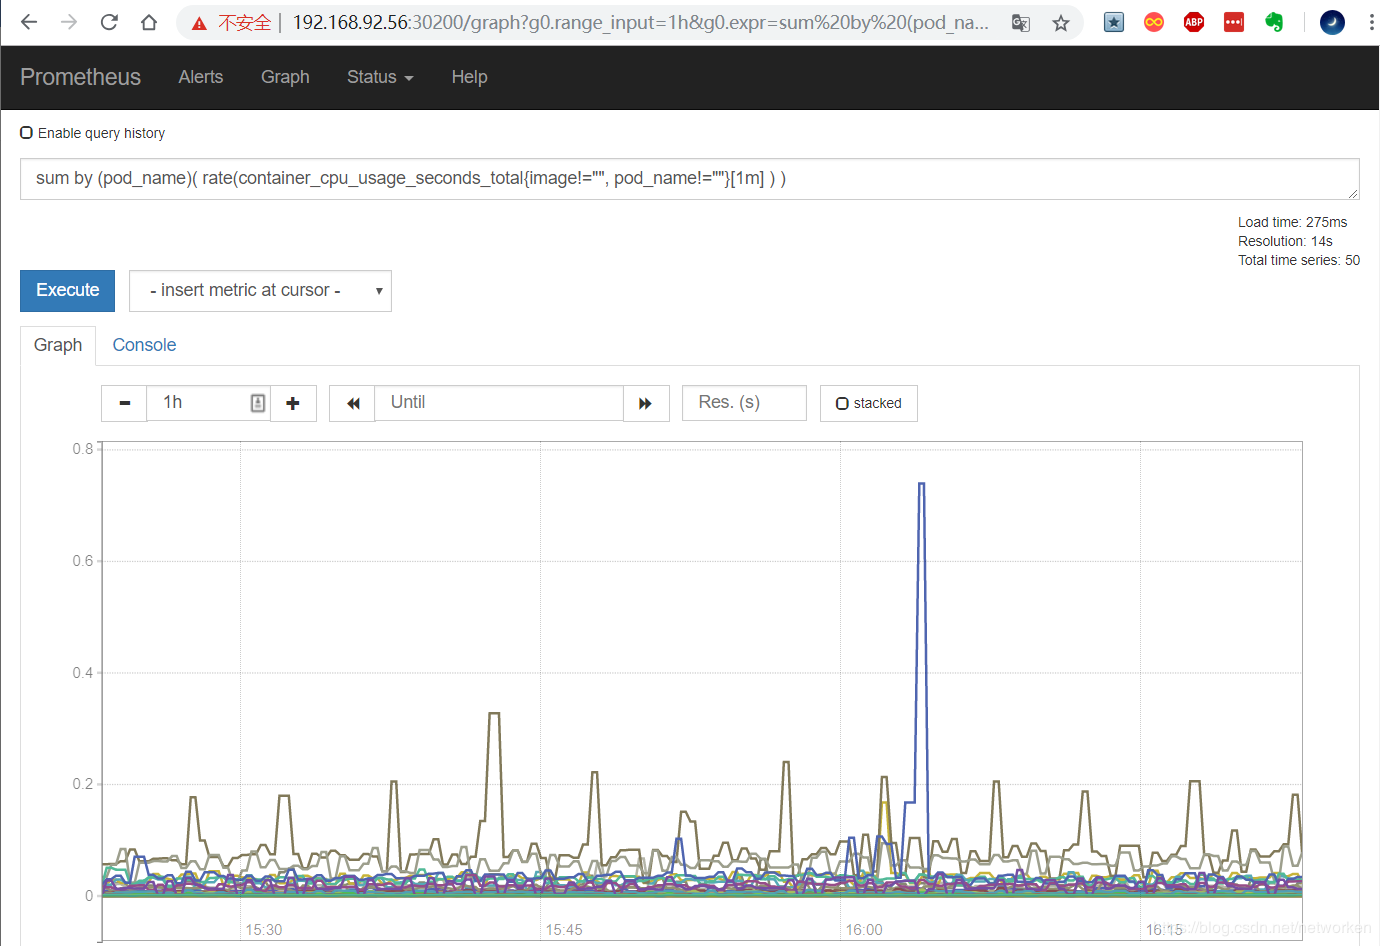 不安全 192.168.92.56:30200/graph?g0.range_input=1h&g0.expr=sum%20by%20(pod_na...
ABP
Prometheus Alerts Graph Status Help
Enable query history
sum by (pod_name)( rate(container_cpu_usage_seconds_total{image!="", pod_name!=""}[1m] ) )
Load time: 275ms
Resolution: 14s
Total time series: 50
Execute - insert metric at cursor -
Graph Console
- 1h + Until Res. (s) stacked
0.8
0.6
0.4
0.2
0
15:30 15:45 16:00 16:15
https://blog.csdn.net/networken